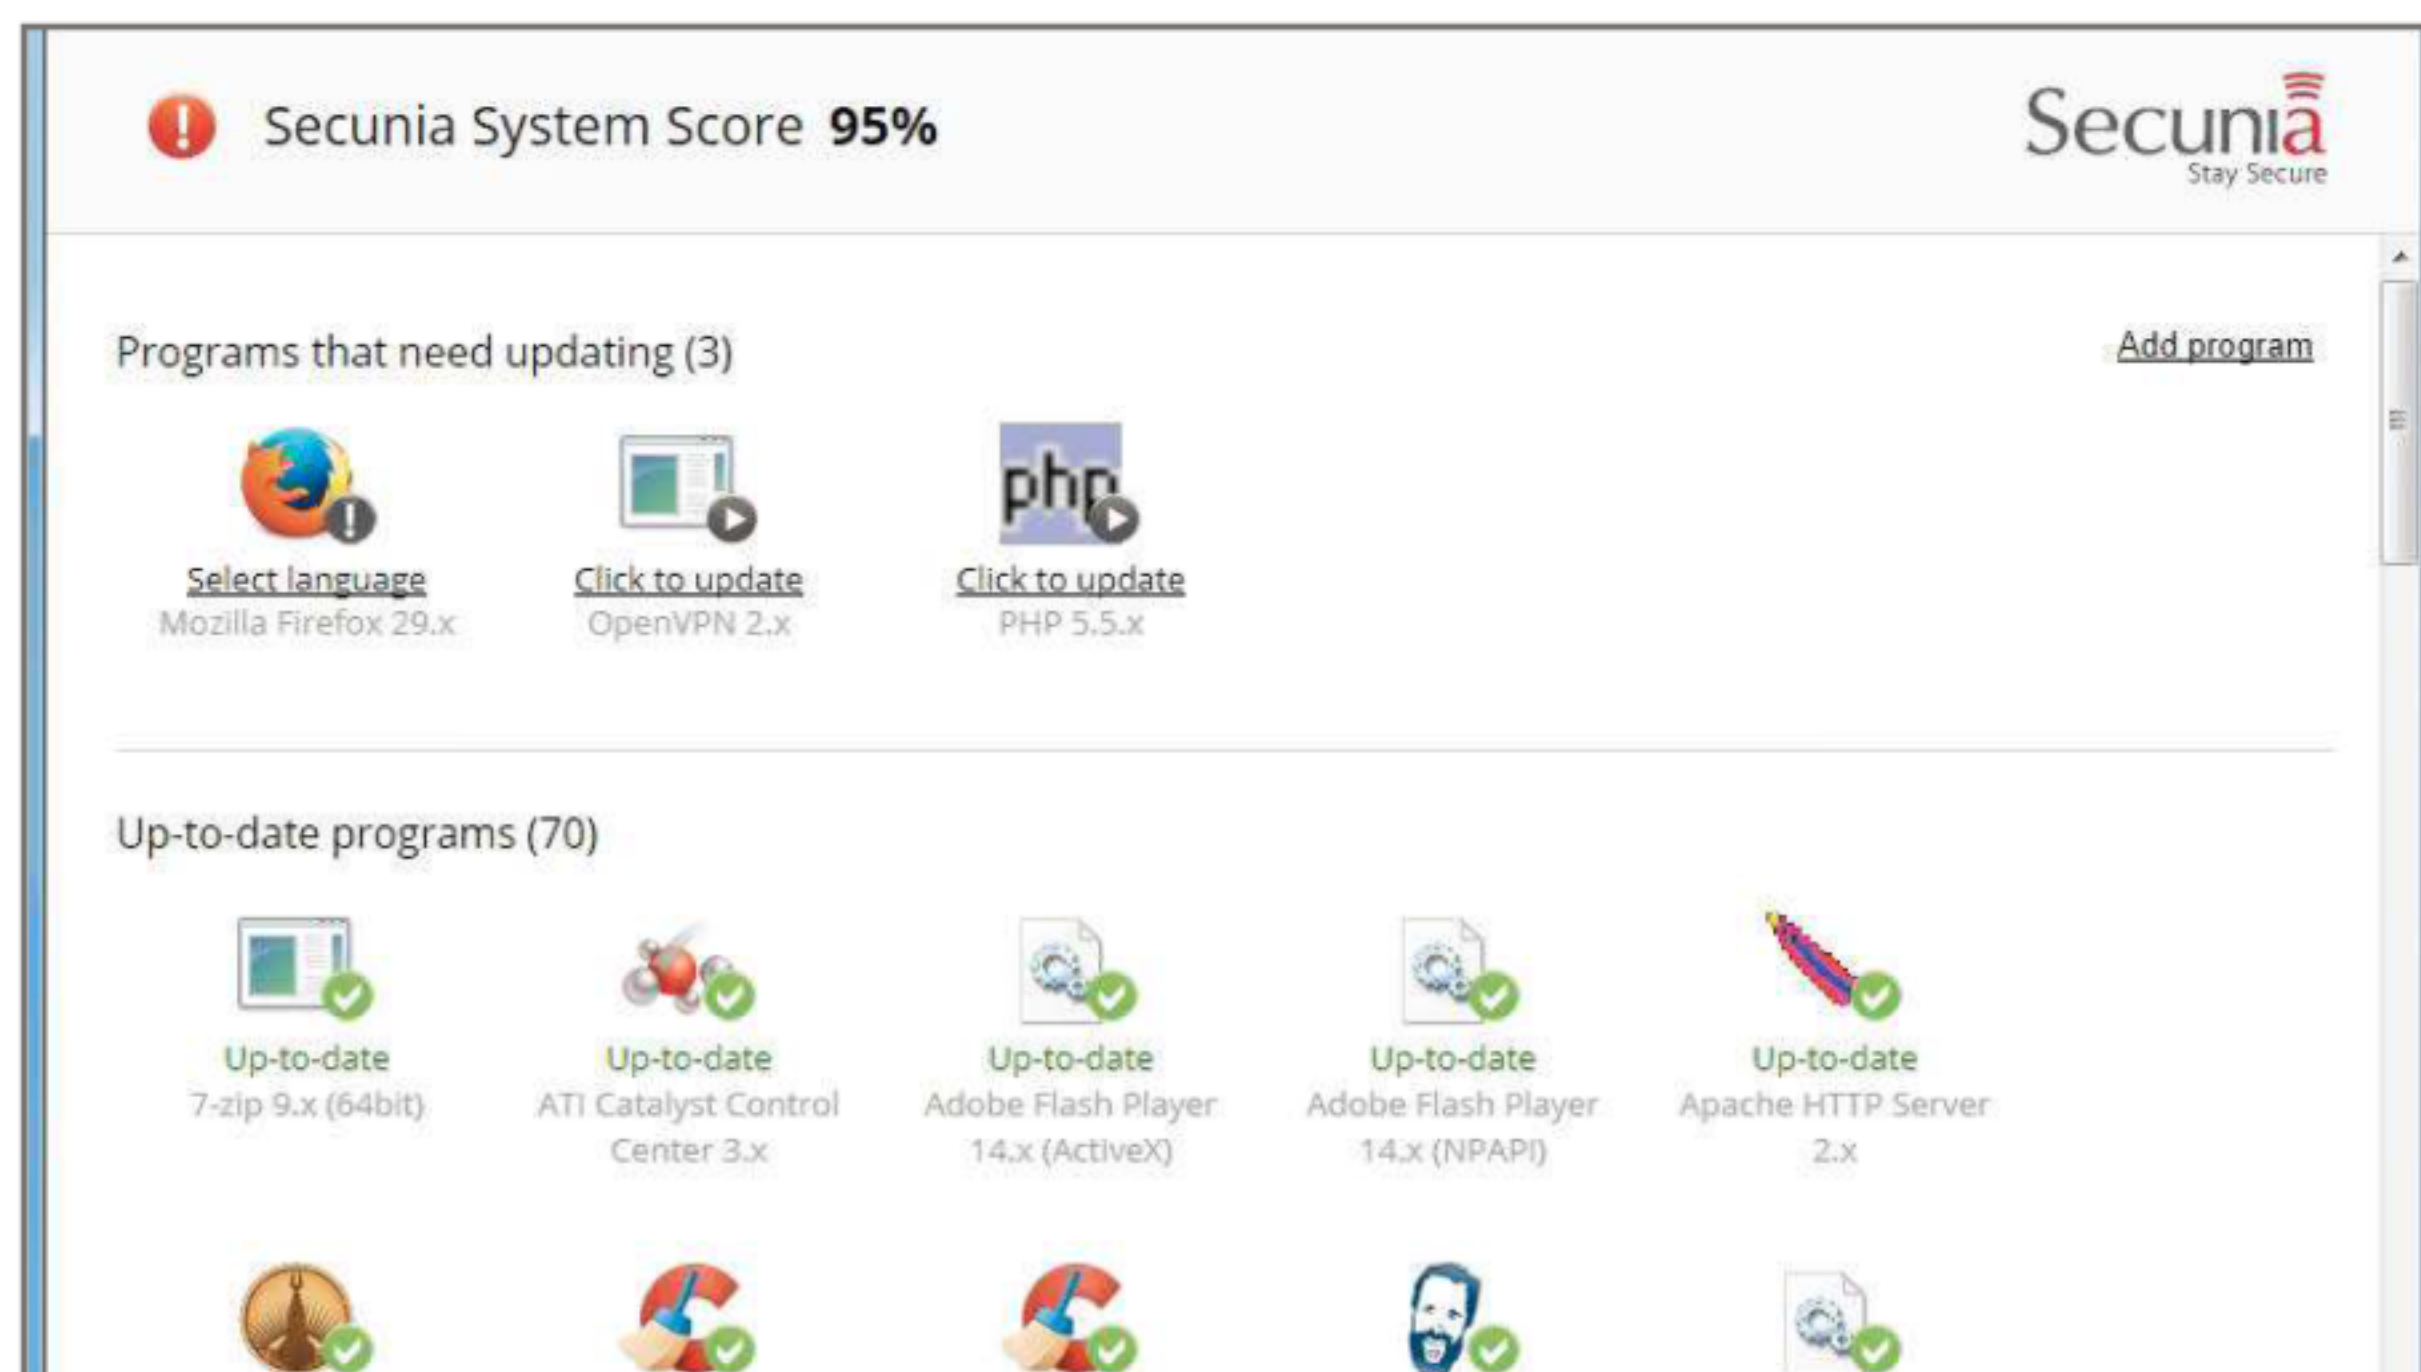 Secunia System Score 95%
Secunia
Stay Secure
Programs that need updating (3)
Add program
php
Select language
Click to update
Click to update
Mozilla Firefox 29.x
OpenVPN 2.x
PHP 5.5.x
Up-to-date programs (70)
Up-to-date
Up-to-date
Up-to-date
Up-to-date
Up-to-date
7-zip 9.x (64bit)
ATI Catalyst Control
Adobe Flash Player
Adobe Flash Player
Apache HTTP Server
Center 3.x
14.x (ActiveX)
14.x (NPAPI)
2.x